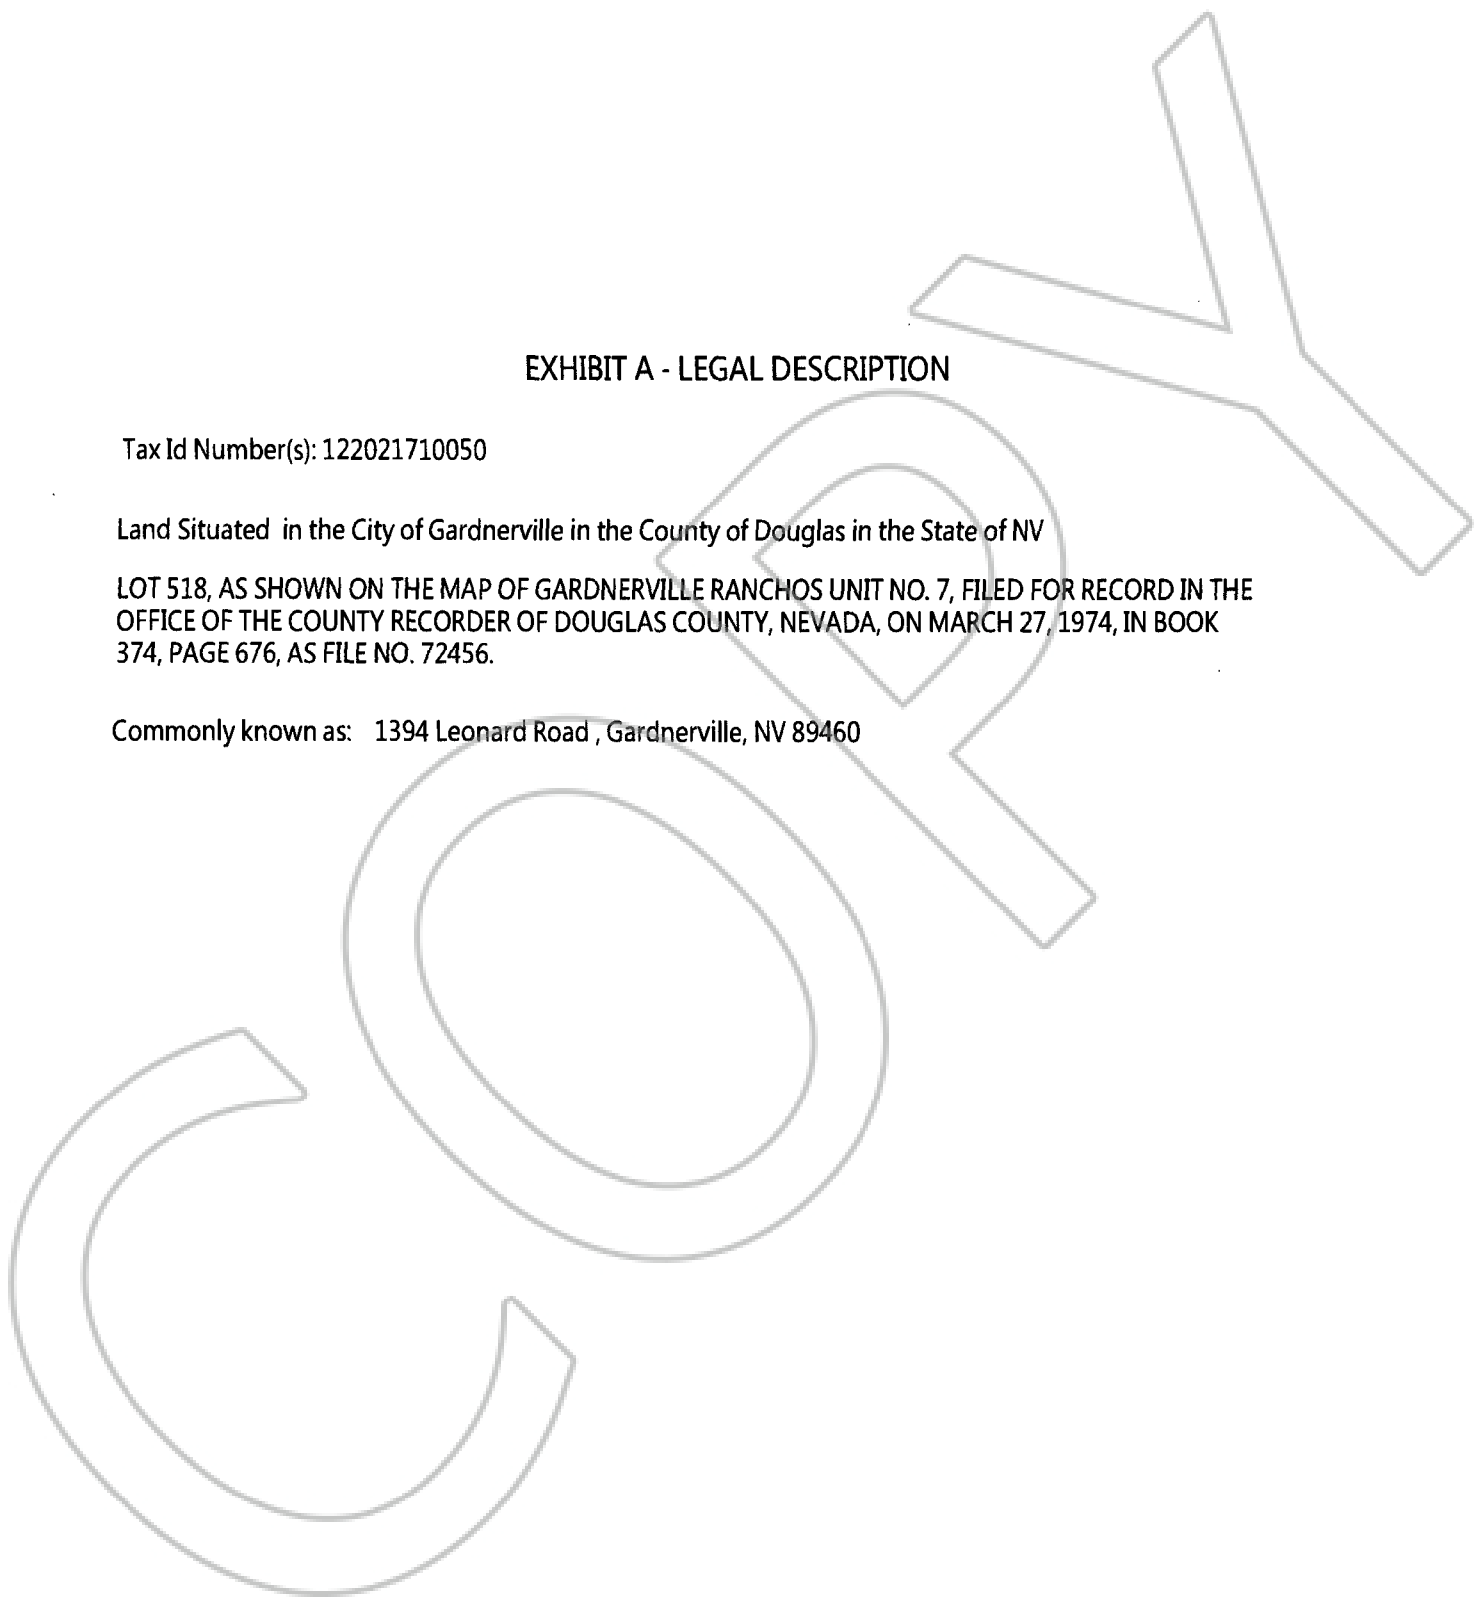 EXHIBIT A - LEGAL DESCRIPTION
Tax Id Number(s): 122021710050
Land Situated in the City of Gardnerville in the County of Douglas in the State of NV
LOT 518, AS SHOWN ON THE MAP OF GARDNERVILLE RANCHOS UNIT NO. 7, FILED FOR RECORD IN THE
OFFICE OF THE COUNTY RECORDER OF DOUGLAS COUNTY, NEVADA, ON MARCH 27, 1974, IN BOOK
374, PAGE 676, AS FILE NO. 72456.
Commonly known as: 1394 Leonard Road , Gardnerville, NV 89460
COPY